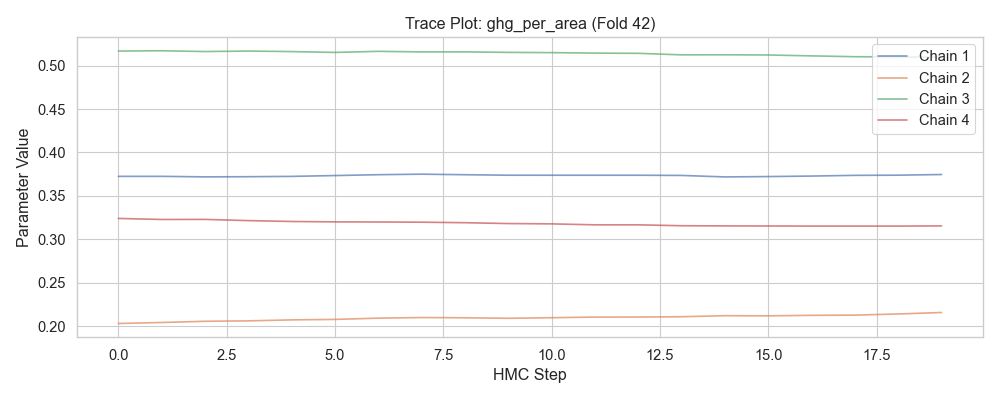 Trace Plot: ghg_per_area (Fold 42)
Parameter Value
0.50
0.45
0.40
0.35
0.30
0.25
0.20
Chain 1
Chain 2
Chain 3
Chain 4
0.0 2.5 5.0 7.5 10.0 12.5 15.0 17.5
HMC Step